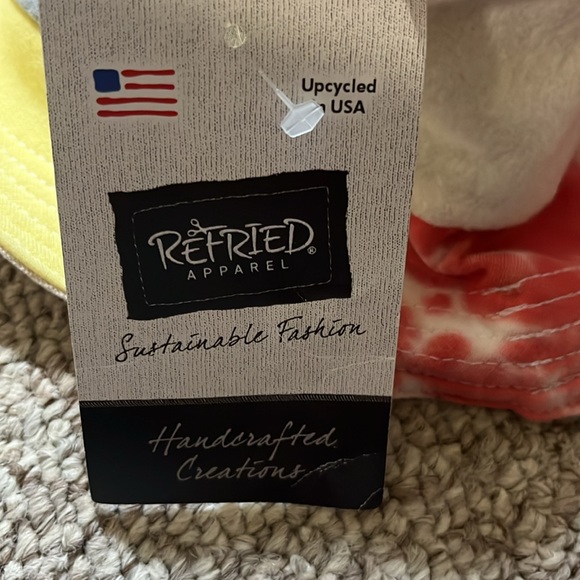 Upcycled
USA
REFRIED®
APPAREL
Sustainable Fashion
Handcrafted
Creations